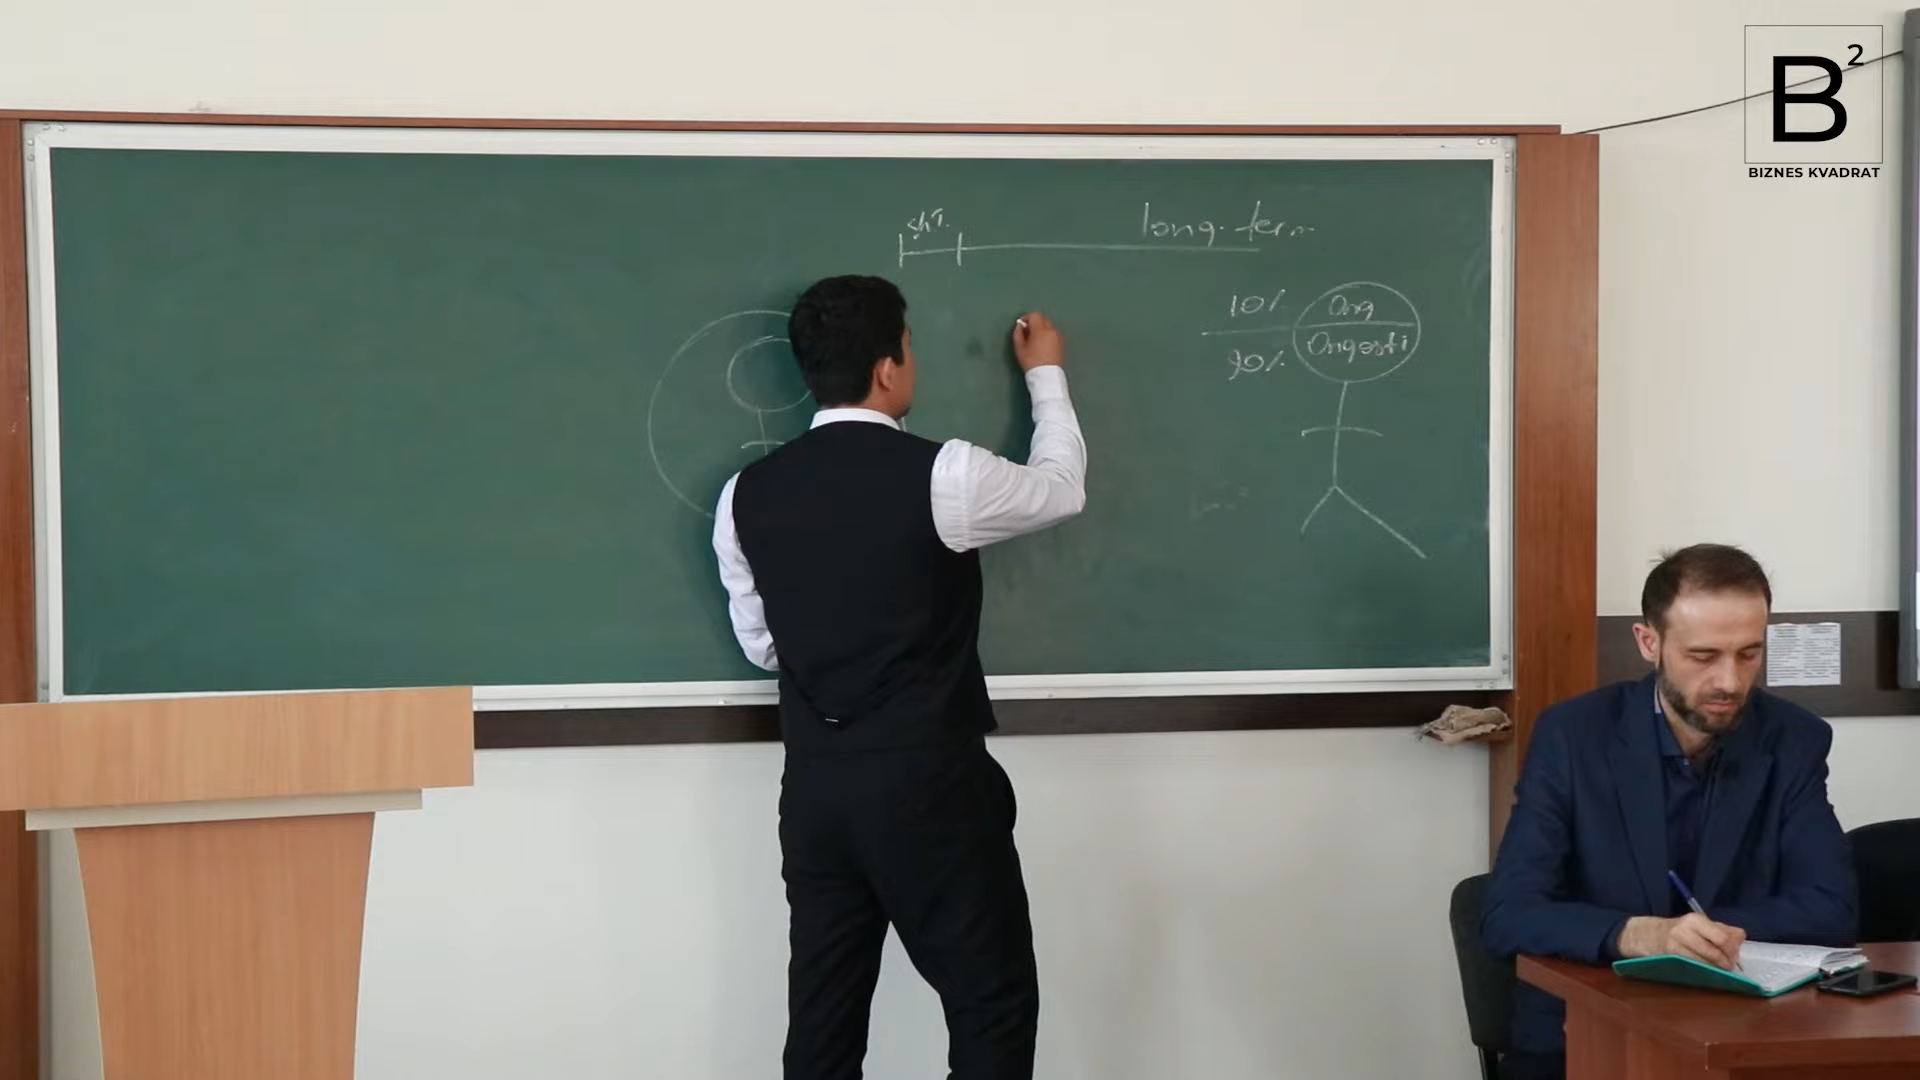 B²
BIZNES KVADRAT
sh.T.
long-term
10% Ong
90% Ongosti